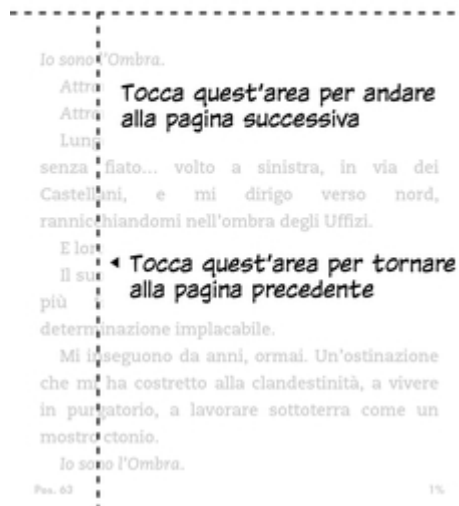 Io sono l'Ombra.
Attra
Tocca quest'area per andare
Attra
alla pagina successiva
Lung
senza fiato... volto a sinistra, in via dei
Castellani, e mi dirigo verso nord,
rannicchiandomi nell'ombra degli Uffizi.
E lor
◂ Tocca quest'area per tornare
Il suo
alla pagina precedente
più
determinazione implacabile.
Mi inseguono da anni, ormai. Un'ostinazione
che mi ha costretto alla clandestinità, a vivere
in purgatorio, a lavorare sottoterra come un
mostro ctonio.
Io sono l'Ombra.
Pos. 63 1%